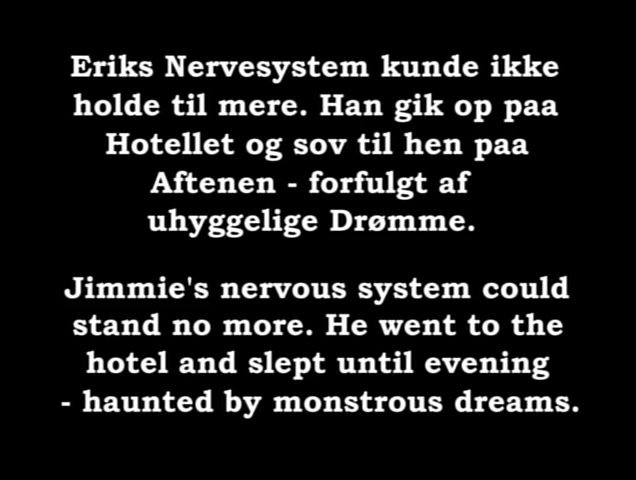 Eriks Nervesystem kunde ikke
holde til mere. Han gik op paa
Hotellet og sov til hen paa
Aftenen - forfulgt af
uhyggelige Drømme.
Jimmie's nervous system could
stand no more. He went to the
hotel and slept until evening
- haunted by monstrous dreams.